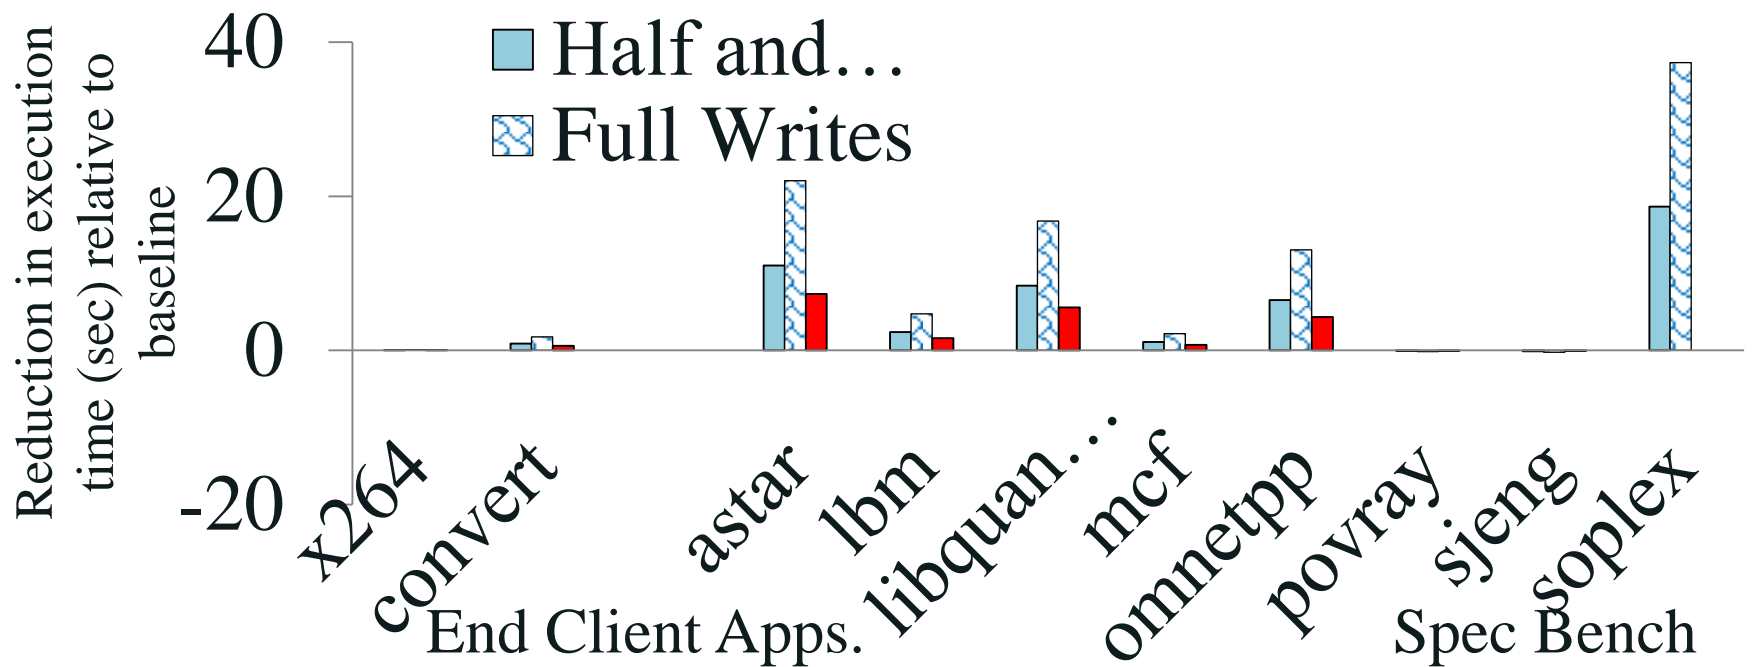 Reduction in execution
time (sec) relative to
baseline
40
20
0
-20
Half and…
Full Writes
x264
convert
astar
lbm
libquan…
mcf
omnetpp
povray
sjeng
soplex
End Client Apps.
Spec Bench